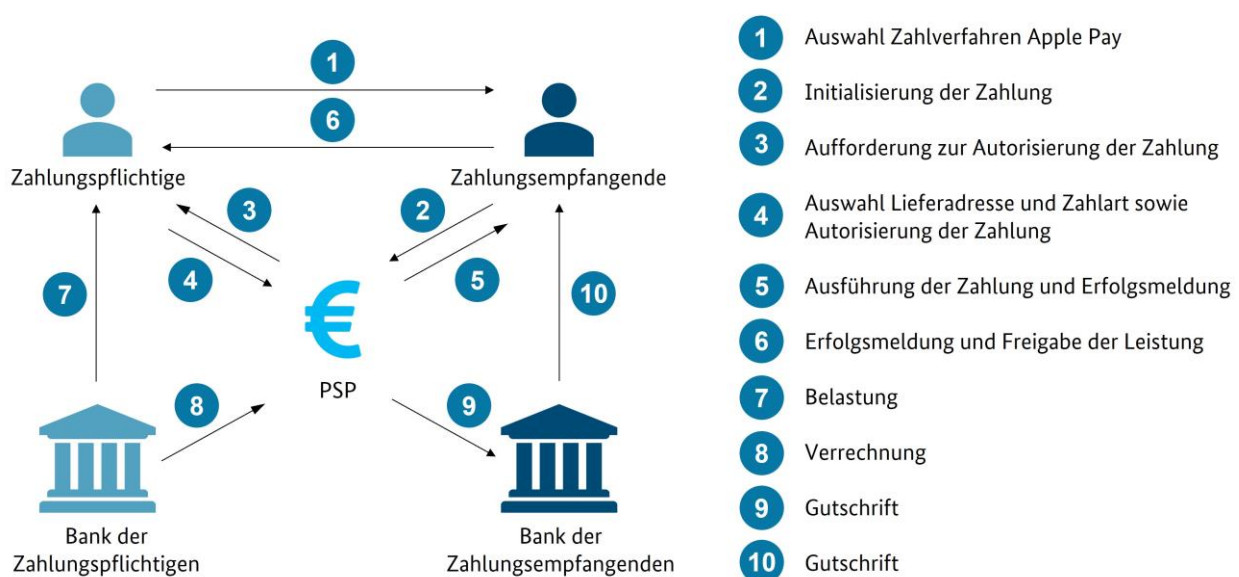 1
6
Zahlungspflichtige
Zahlungsempfangende
3
2
4
5
7
10
€
PSP
8
9
Bank der
Zahlungspflichtigen
Bank der
Zahlungsempfangenden
1 Auswahl Zahlverfahren Apple Pay
2 Initialisierung der Zahlung
3 Aufforderung zur Autorisierung der Zahlung
4 Auswahl Lieferadresse und Zahlart sowie
Autorisierung der Zahlung
5 Ausführung der Zahlung und Erfolgsmeldung
6 Erfolgsmeldung und Freigabe der Leistung
7 Belastung
8 Verrechnung
9 Gutschrift
10 Gutschrift